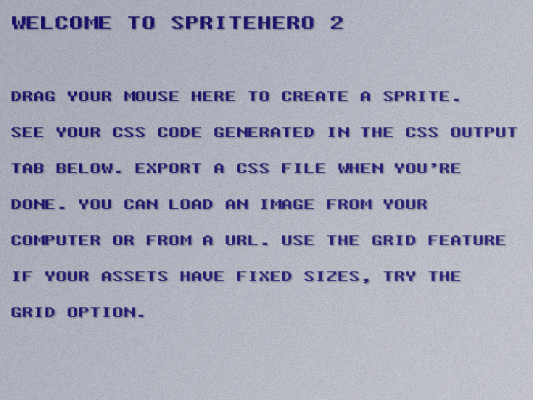 WELCOME TO SPRITEHERO 2
DRAG YOUR MOUSE HERE TO CREATE A SPRITE.
SEE YOUR CSS CODE GENERATED IN THE CSS OUTPUT
TAB BELOW. EXPORT A CSS FILE WHEN YOU'RE
DONE. YOU CAN LOAD AN IMAGE FROM YOUR
COMPUTER OR FROM A URL. USE THE GRID FEATURE
IF YOUR ASSETS HAVE FIXED SIZES, TRY THE
GRID OPTION.